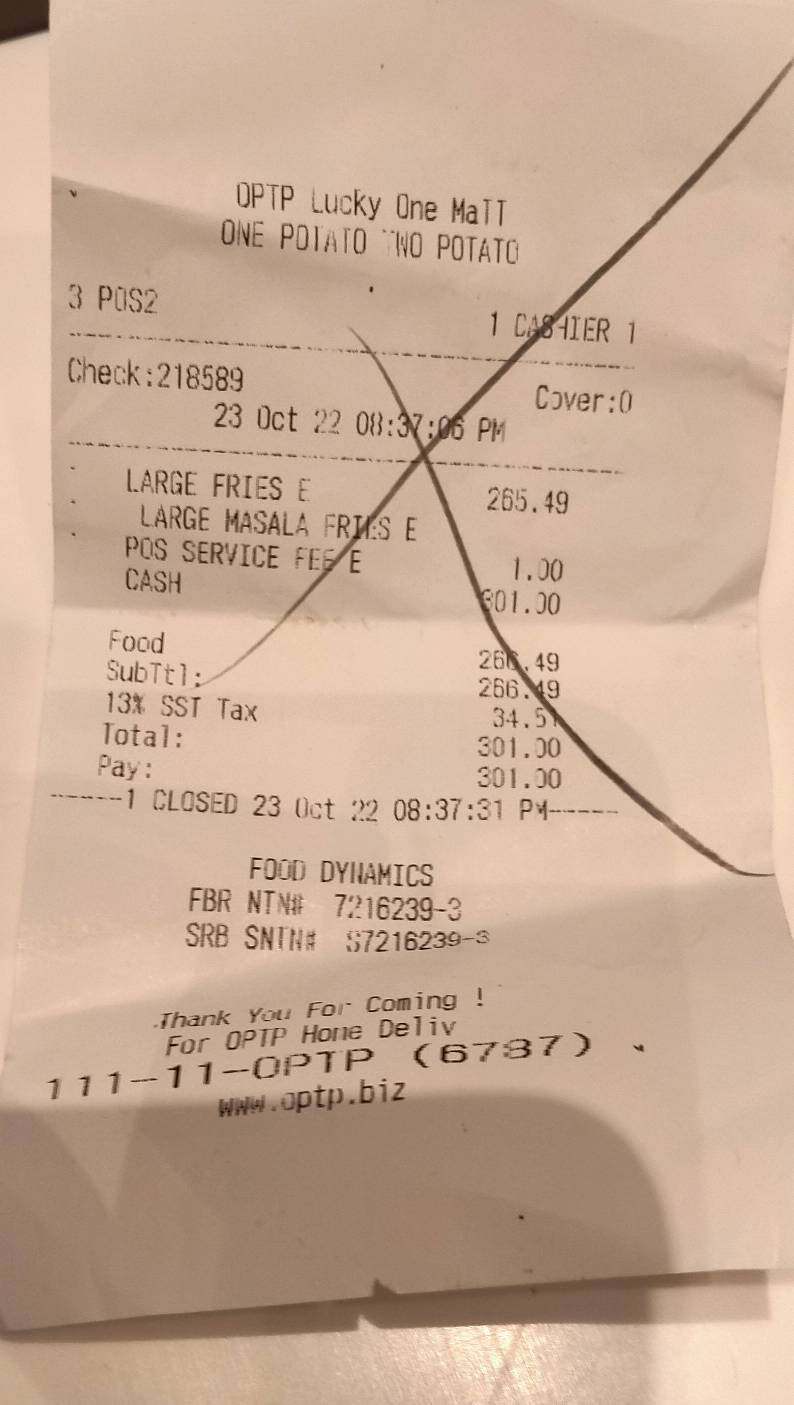 OPTP Lucky One Mall
ONE POTATO TWO POTATO
3 POS2 1 CASHIER 1
Check:218589 Cover:0
23 Oct 22 08:37:06 PM
LARGE FRIES E 265.49
LARGE MASALA FRIES E
POS SERVICE FEE E 1.00
CASH 301.00
Food 266.49
SubTtl: 266.49
13% SST Tax 34.51
Total: 301.00
Pay: 301.00
------1 CLOSED 23 Oct 22 08:37:31 PM------
FOOD DYNAMICS
FBR NTN# 7216239-3
SRB SNTN# S7216239-3
Thank You For Coming !
For OPTP Home Deliv
111-11-OPTP (6787)
www.optp.biz